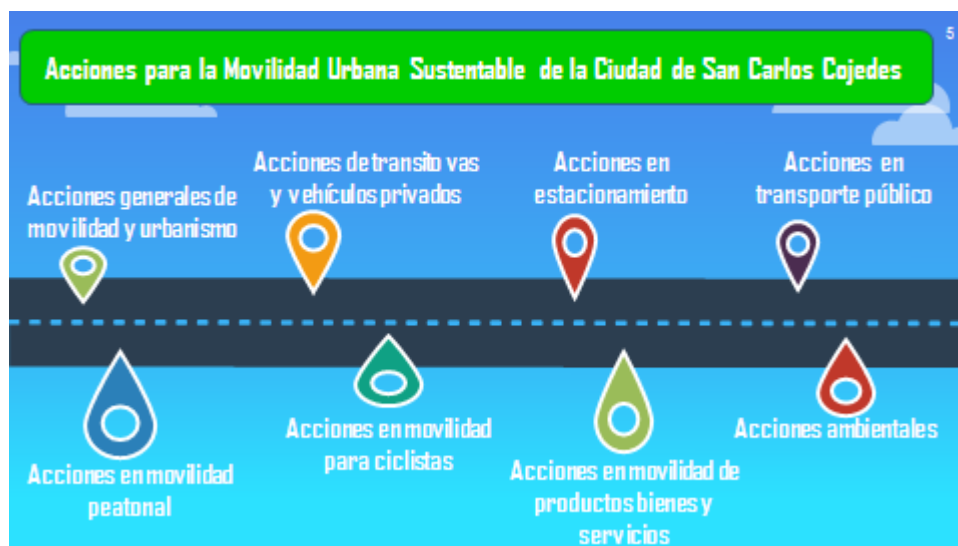 5
Acciones para la Movilidad Urbana Sustentable de la Ciudad de San Carlos Cojedes
Acciones generales de
movilidad y urbanismo
Acciones de transito vas
y vehículos privados
Acciones en
estacionamiento
Acciones en
transporte público
Acciones en movilidad
peatonal
Acciones en movilidad
para ciclistas
Acciones en movilidad de
productos bienes y
servicios
Acciones ambientales